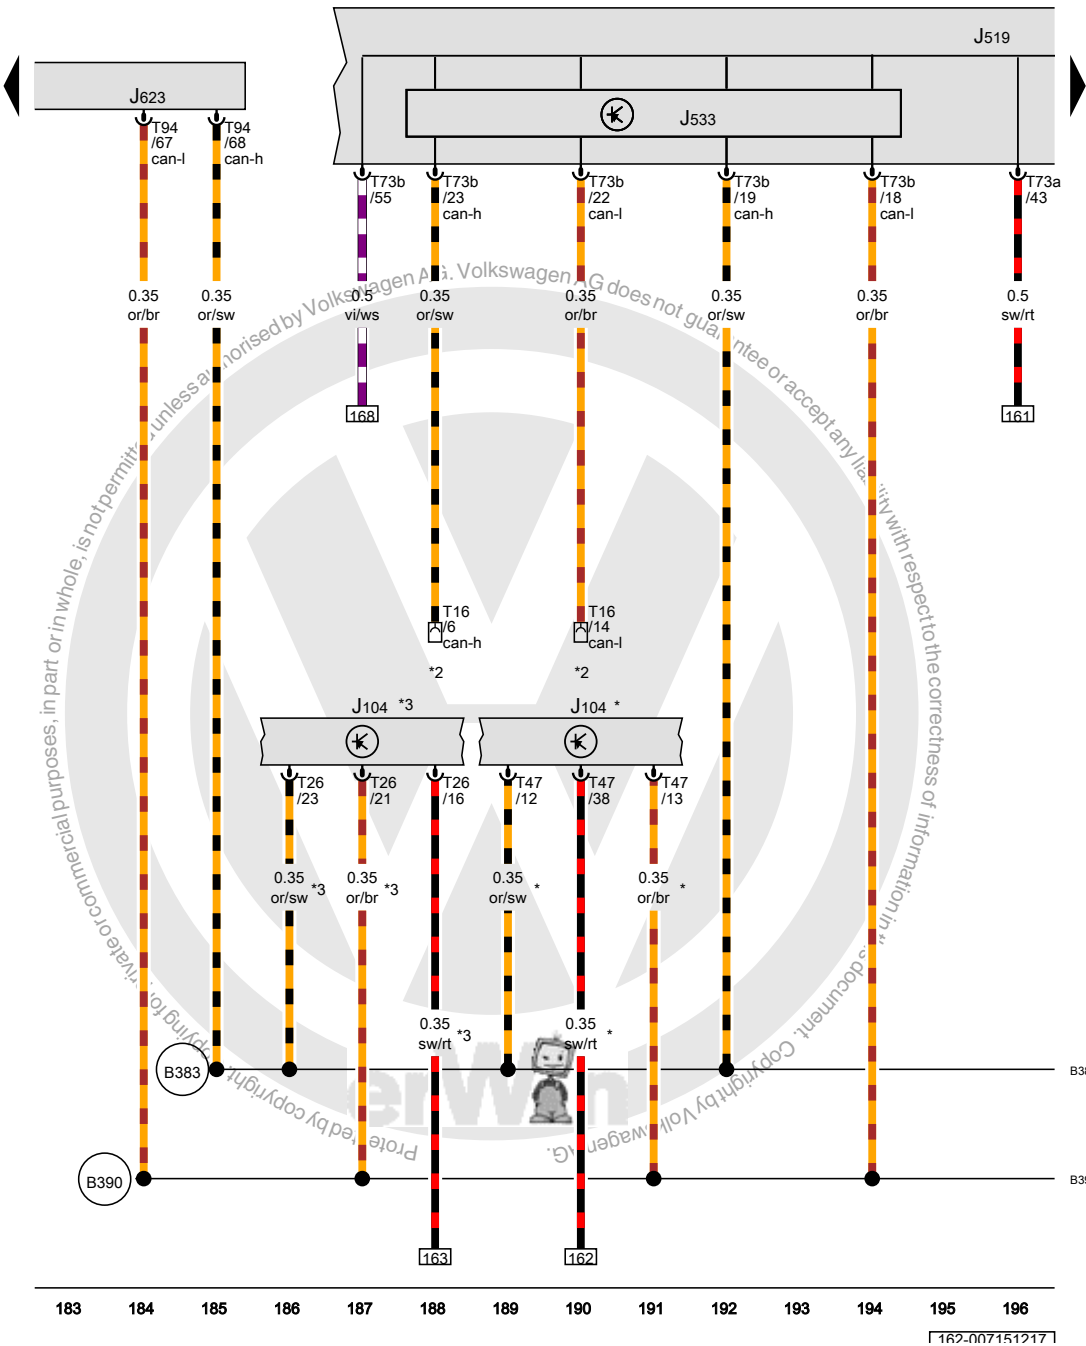 J519
J623
J533
T94
/67
can-l
T94
/68
can-h
T73b
/55
T73b
/23
can-h
T73b
/22
can-l
T73b
/19
can-h
T73b
/18
can-l
T73a
/43
0.35
or/br
0.35
or/sw
0.5
vi/ws
0.35
or/sw
0.35
or/br
0.35
or/sw
0.35
or/br
0.5
sw/rt
168
161
T16
/6
can-h
*2
T16
/14
can-l
*2
J104 *3
J104 *
T26
/23
T26
/21
T26
/16
T47
/12
T47
/38
T47
/13
0.35
or/sw *3
0.35
or/br *3
0.35
or/sw *
0.35
or/br *
0.35
sw/rt *3
0.35
sw/rt *
B383
B390
163
162
183 184 185 186 187 188 189 190 191 192 193 194 195 196
162-007151217
erWin